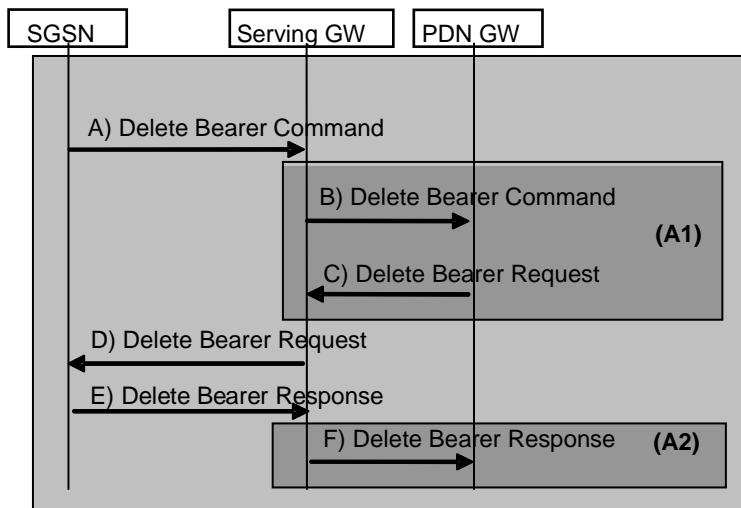 SGSN Serving GW PDN GW
A) Delete Bearer Command
B) Delete Bearer Command
(A1)
C) Delete Bearer Request
D) Delete Bearer Request
E) Delete Bearer Response
F) Delete Bearer Response (A2)